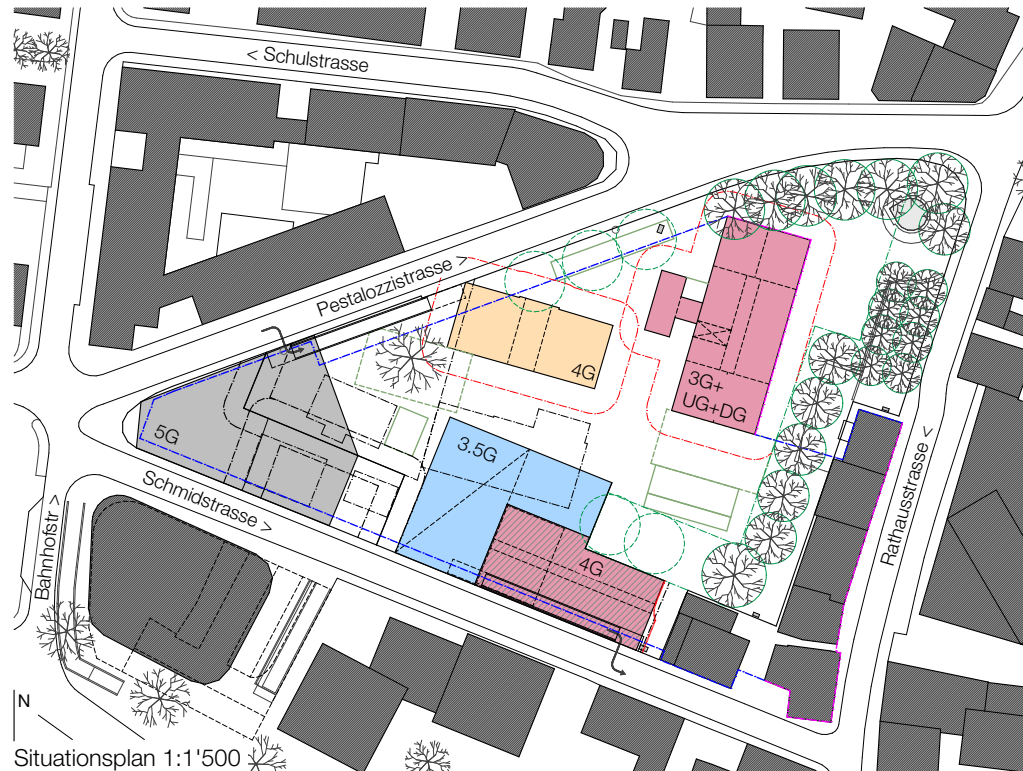 < Schulstrasse
Pestalozzistrasse >
4G
3G+
UG+DG
5G
3.5G
Schmidstrasse >
4G
Bahnhofstr >
Rathausstrasse <
N
Situationsplan 1:1'500